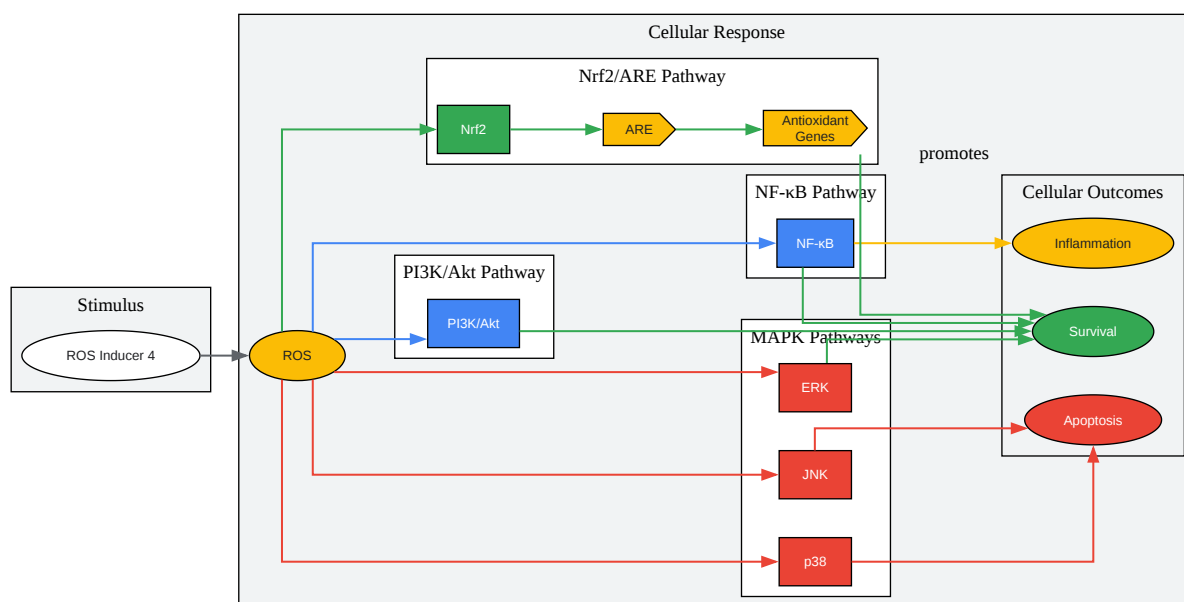 Cellular Response
Nrf2/ARE Pathway
Nrf2
ARE
Antioxidant
Genes
promotes
NF-κB Pathway
NF-κB
Cellular Outcomes
Inflammation
PI3K/Akt Pathway
PI3K/Akt
Stimulus
ROS Inducer 4
ROS
Survival
MAPK Pathways
ERK
Apoptosis
JNK
p38